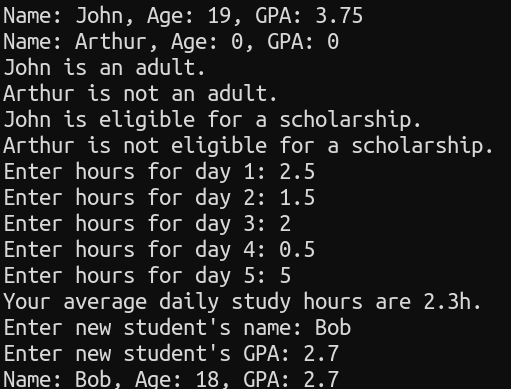 Name: John, Age: 19, GPA: 3.75
Name: Arthur, Age: 0, GPA: 0
John is an adult.
Arthur is not an adult.
John is eligible for a scholarship.
Arthur is not eligible for a scholarship.
Enter hours for day 1: 2.5
Enter hours for day 2: 1.5
Enter hours for day 3: 2
Enter hours for day 4: 0.5
Enter hours for day 5: 5
Your average daily study hours are 2.3h.
Enter new student's name: Bob
Enter new student's GPA: 2.7
Name: Bob, Age: 18, GPA: 2.7